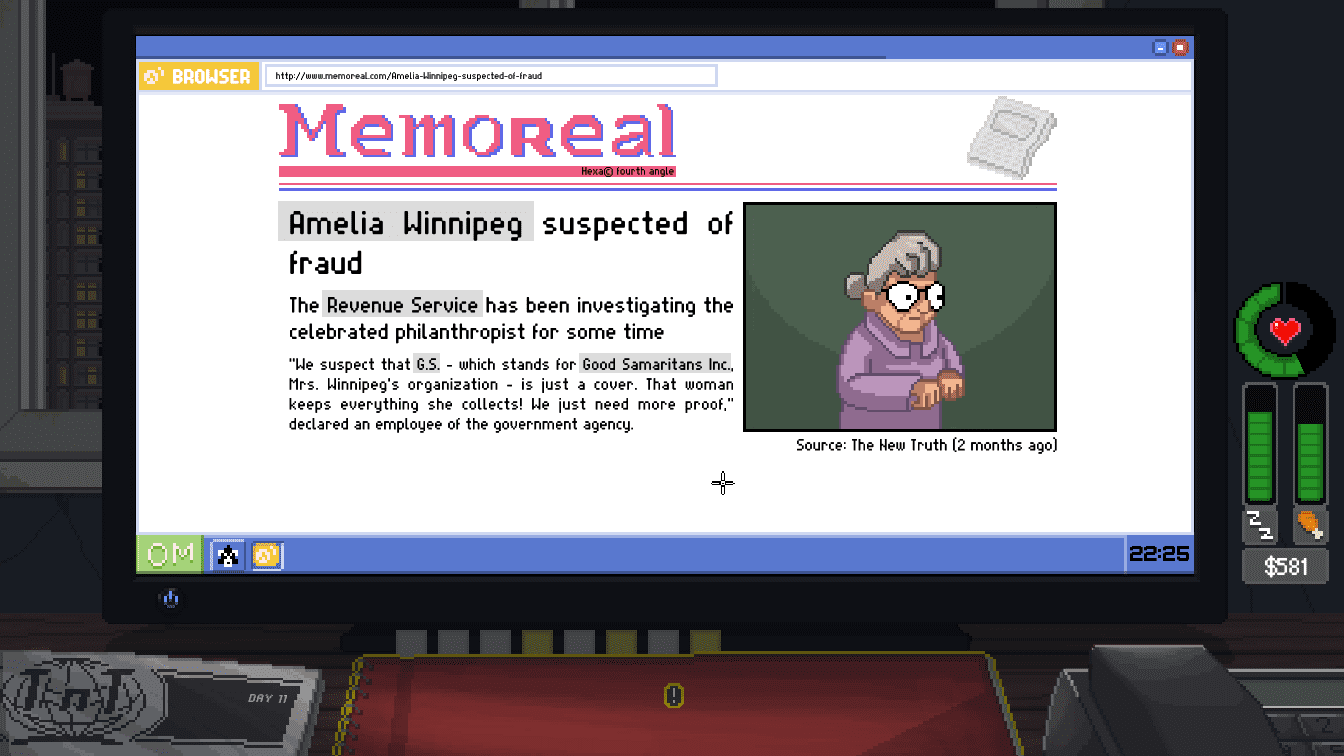 BROWSER
http://www.memoreal.com/Amelia-Winnipeg-suspected-of-fraud
Memoreal
Hexa© fourth angle
Amelia Winnipeg suspected of
fraud
The Revenue Service has been investigating the
celebrated philanthropist for some time
"We suspect that G.S. - which stands for Good Samaritans Inc.,
Mrs. Winnipeg's organization - is just a cover. That woman
keeps everything she collects! We just need more proof,"
declared an employee of the government agency.
Source: The New Truth (2 months ago)
OM
22:25
zz
$581
TnT
DAY 11
!